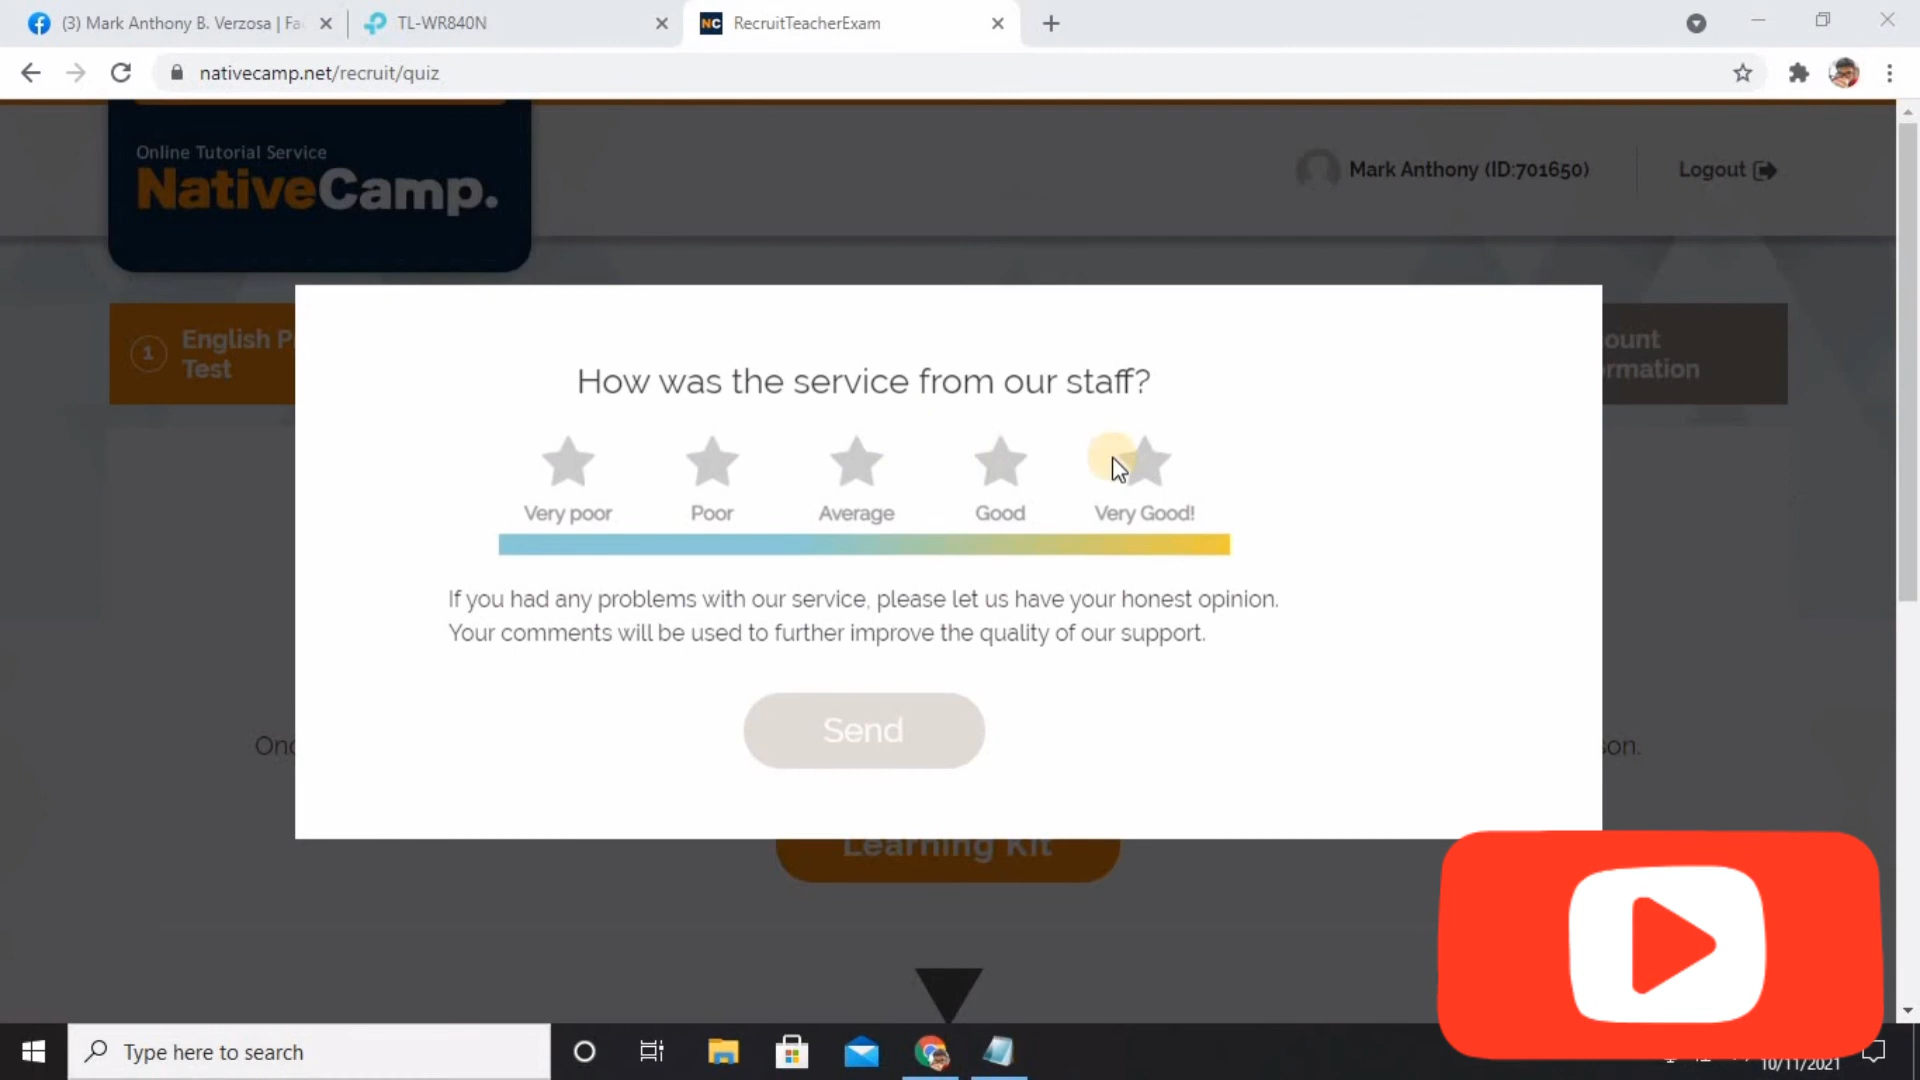 (3) Mark Anthony B. Verzosa | Fa
TL-WR840N
NC RecruitTeacherExam
nativecamp.net/recruit/quiz
Online Tutorial Service
NativeCamp.
Mark Anthony (ID:701650)
Logout
1 English P
Test
ount
rmation
How was the service from our staff?
Very poor Poor Average Good Very Good!
If you had any problems with our service, please let us have your honest opinion.
Your comments will be used to further improve the quality of our support.
Onc
son.
Send
Learning Kit
Type here to search
10/11/2021